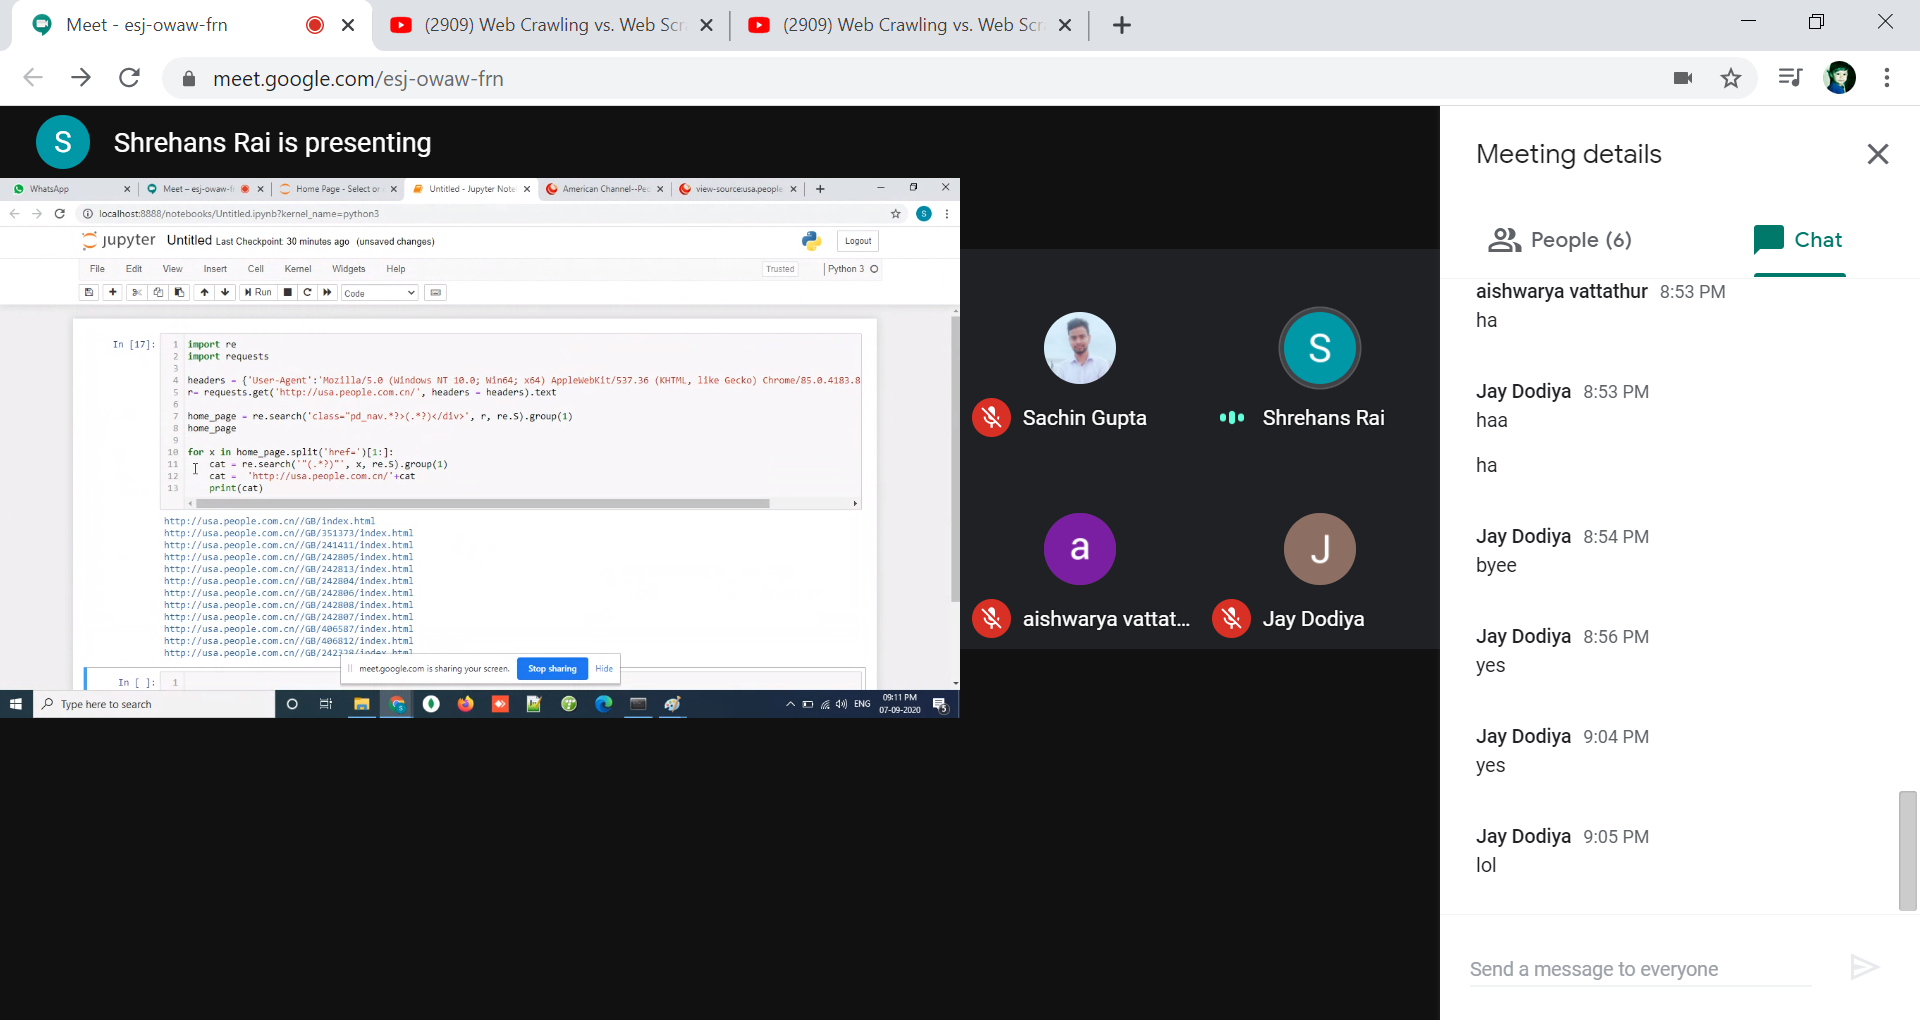 Meet - esj-owaw-frn
(2909) Web Crawling vs. Web Scr
(2909) Web Crawling vs. Web Scr
meet.google.com/esj-owaw-frn
S
Shrehans Rai is presenting
WhatsApp
Meet – esj-owaw-f
Home Page - Select or
Untitled - Jupyter Note
American Channel--Peo
view-source:usa.people
localhost:8888/notebooks/Untitled.ipynb?kernel_name=python3
S
jupyter Untitled Last Checkpoint: 30 minutes ago (unsaved changes)
Logout
File Edit View Insert Cell Kernel Widgets Help
Trusted
Python 3
Run
Code
In [17]:
1 import re
2 import requests
3
4 headers = {'User-Agent':'Mozilla/5.0 (Windows NT 10.0; Win64; x64) AppleWebKit/537.36 (KHTML, like Gecko) Chrome/85.0.4183.8
5 r= requests.get('http://usa.people.com.cn/', headers = headers).text
6
7 home_page = re.search('class="pd_nav.*?>(.*?)</div>', r, re.S).group(1)
8 home_page
9
10 for x in home_page.split('href=')[1:]:
11 cat = re.search('"(.*?)"', x, re.S).group(1)
12 cat = 'http://usa.people.com.cn/'+cat
13 print(cat)
http://usa.people.com.cn//GB/index.html
http://usa.people.com.cn//GB/351373/index.html
http://usa.people.com.cn//GB/241411/index.html
http://usa.people.com.cn//GB/242805/index.html
http://usa.people.com.cn//GB/242813/index.html
http://usa.people.com.cn//GB/242804/index.html
http://usa.people.com.cn//GB/242806/index.html
http://usa.people.com.cn//GB/242808/index.html
http://usa.people.com.cn//GB/242807/index.html
http://usa.people.com.cn//GB/406587/index.html
http://usa.people.com.cn//GB/406812/index.html
meet.google.com is sharing your screen.
Stop sharing
Hide
In [ ]:
1
Type here to search
ENG
09:11 PM
07-09-2020
5
Sachin Gupta
S
Shrehans Rai
a
aishwarya vattat...
J
Jay Dodiya
Meeting details
People (6)
Chat
aishwarya vattathur 8:53 PM
ha
Jay Dodiya 8:53 PM
haa
ha
Jay Dodiya 8:54 PM
byee
Jay Dodiya 8:56 PM
yes
Jay Dodiya 9:04 PM
yes
Jay Dodiya 9:05 PM
lol
Send a message to everyone